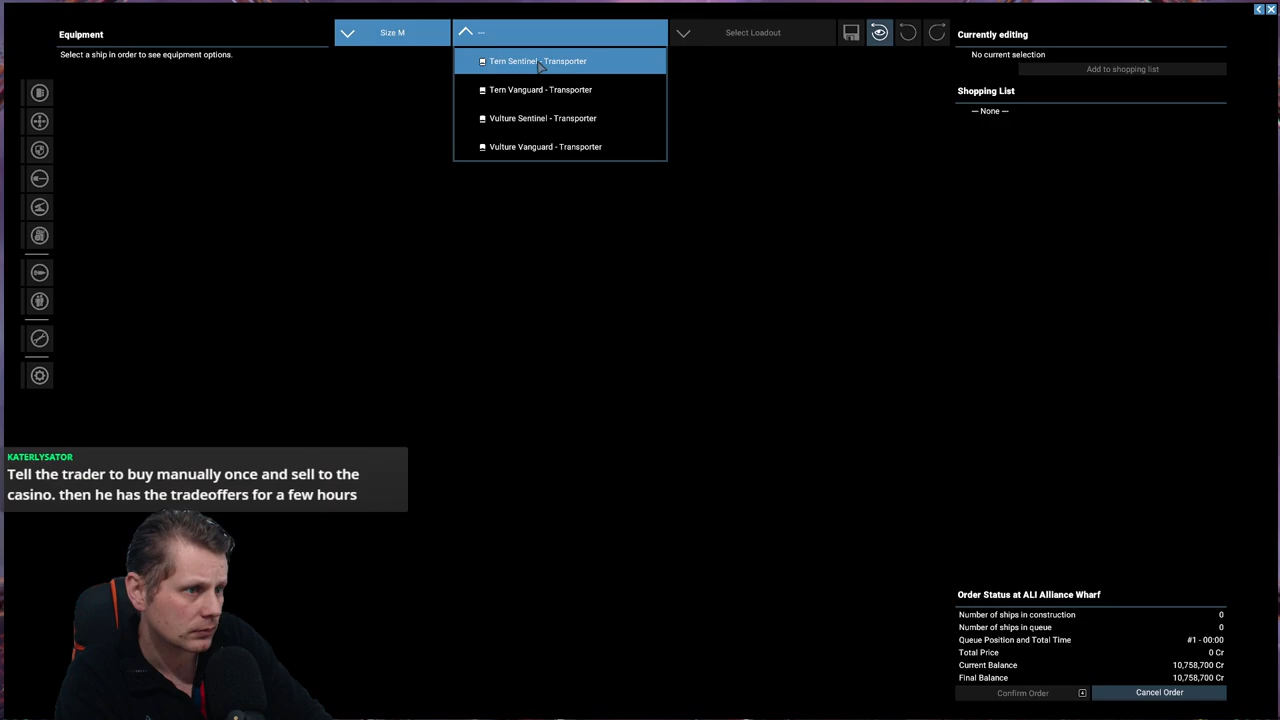 Equipment
Select a ship in order to see equipment options.
Size M
—
Select Loadout
Tern Sentinel - Transporter
Tern Vanguard - Transporter
Vulture Sentinel - Transporter
Vulture Vanguard - Transporter
Currently editing
No current selection
Add to shopping list
Shopping List
— None —
KATERLYSATOR
Tell the trader to buy manually once and sell to the
casino. then he has the tradeoffers for a few hours
Order Status at ALI Alliance Wharf
Number of ships in construction 0
Number of ships in queue 0
Queue Position and Total Time #1 - 00:00
Total Price 0 Cr
Current Balance 10,758,700 Cr
Final Balance 10,758,700 Cr
Confirm Order
Cancel Order